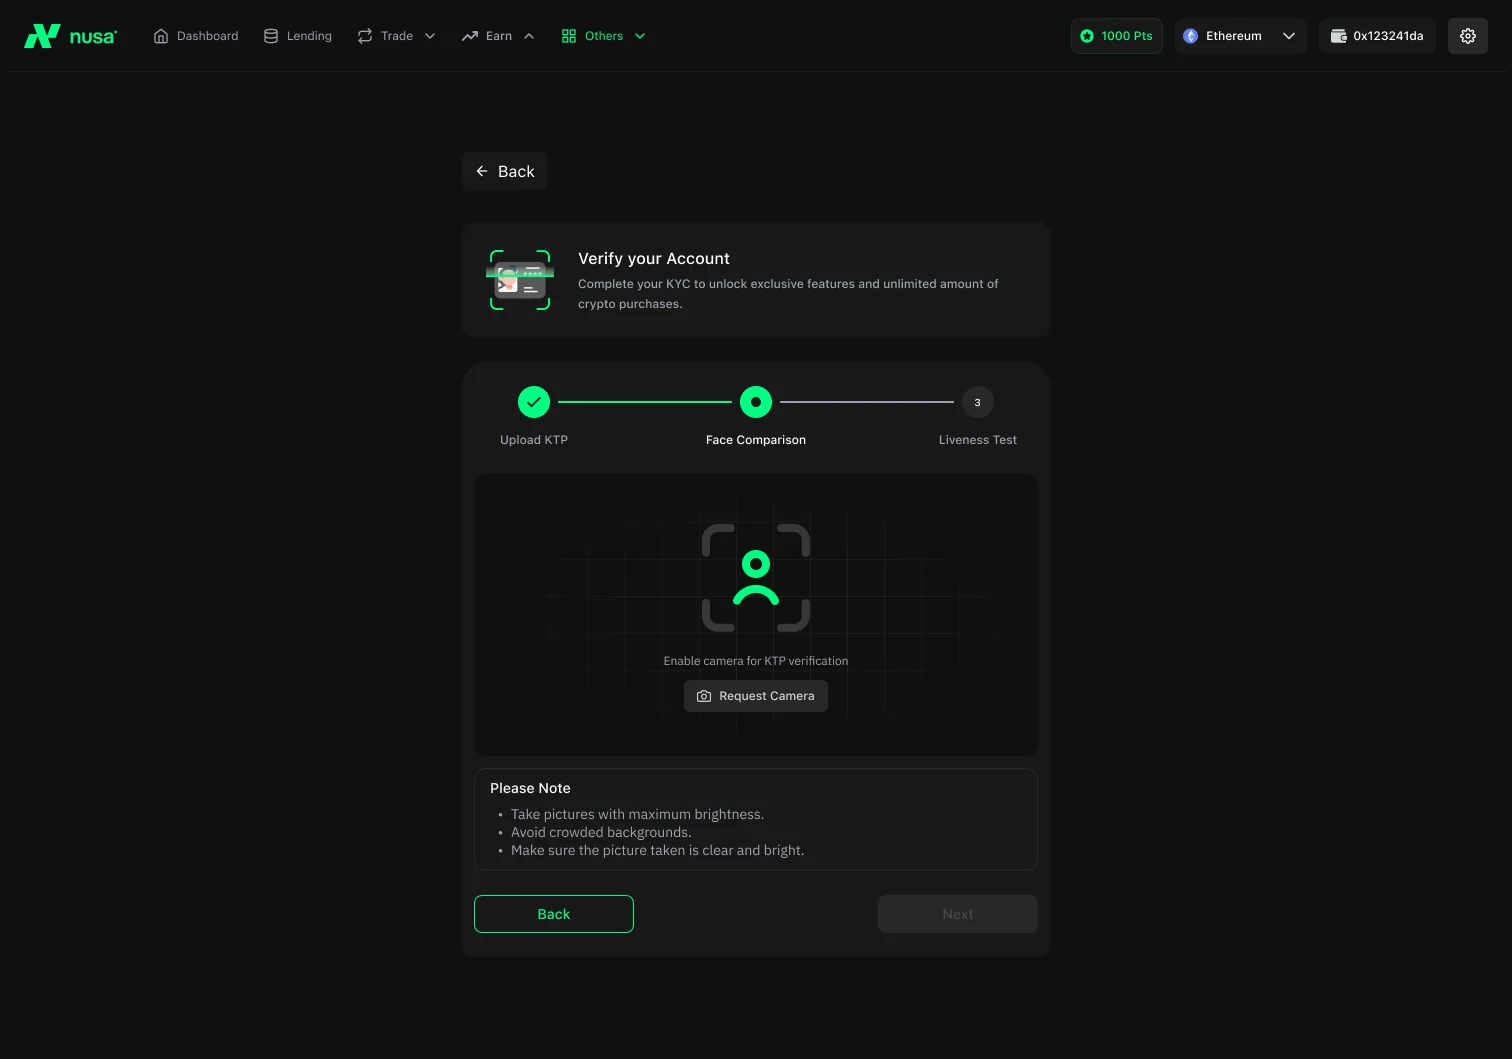 nusa
Dashboard
Lending
Trade
Earn
Others
1000 Pts
Ethereum
0x123241da
Back
Verify your Account
Complete your KYC to unlock exclusive features and unlimited amount of
crypto purchases.
3
Upload KTP
Face Comparison
Liveness Test
Enable camera for KTP verification
Request Camera
Please Note
• Take pictures with maximum brightness.
• Avoid crowded backgrounds.
• Make sure the picture taken is clear and bright.
Back
Next